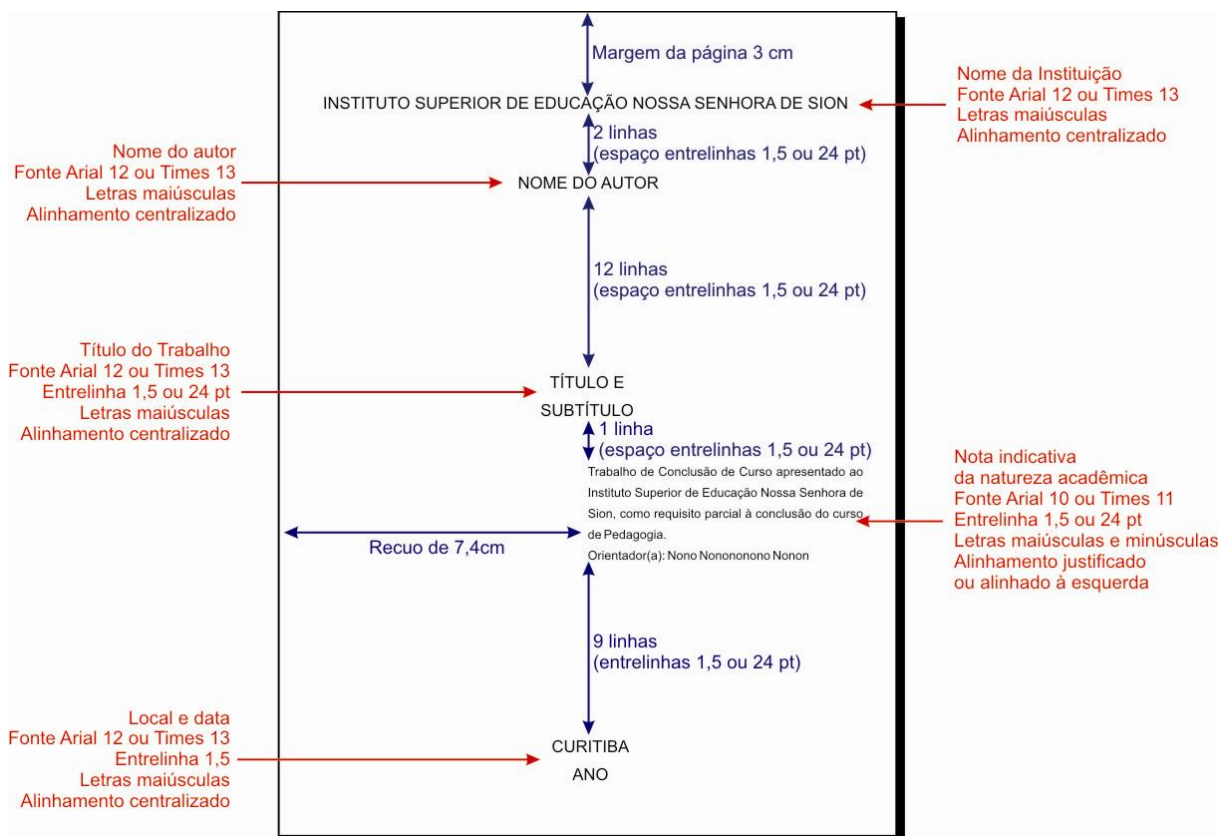 Margem da página 3 cm
INSTITUTO SUPERIOR DE EDUCAÇÃO NOSSA SENHORA DE SION
Nome da Instituição
Fonte Arial 12 ou Times 13
Letras maiúsculas
Alinhamento centralizado
2 linhas
(espaço entrelinhas 1,5 ou 24 pt)
Nome do autor
Fonte Arial 12 ou Times 13
Letras maiúsculas
Alinhamento centralizado
NOME DO AUTOR
12 linhas
(espaço entrelinhas 1,5 ou 24 pt)
Título do Trabalho
Fonte Arial 12 ou Times 13
Entrelinha 1,5 ou 24 pt
Letras maiúsculas
Alinhamento centralizado
TÍTULO E
SUBTÍTULO
1 linha
(espaço entrelinhas 1,5 ou 24 pt)
Trabalho de Conclusão de Curso apresentado ao
Instituto Superior de Educação Nossa Senhora de
Sion, como requisito parcial à conclusão do curso
de Pedagogia.
Orientador(a): Nono Nonononono Nonon
Nota indicativa
da natureza acadêmica
Fonte Arial 10 ou Times 11
Entrelinha 1,5 ou 24 pt
Letras maiúsculas e minúsculas
Alinhamento justificado
ou alinhado à esquerda
Recuo de 7,4cm
9 linhas
(entrelinhas 1,5 ou 24 pt)
Local e data
Fonte Arial 12 ou Times 13
Entrelinha 1,5
Letras maiúsculas
Alinhamento centralizado
CURITIBA
ANO